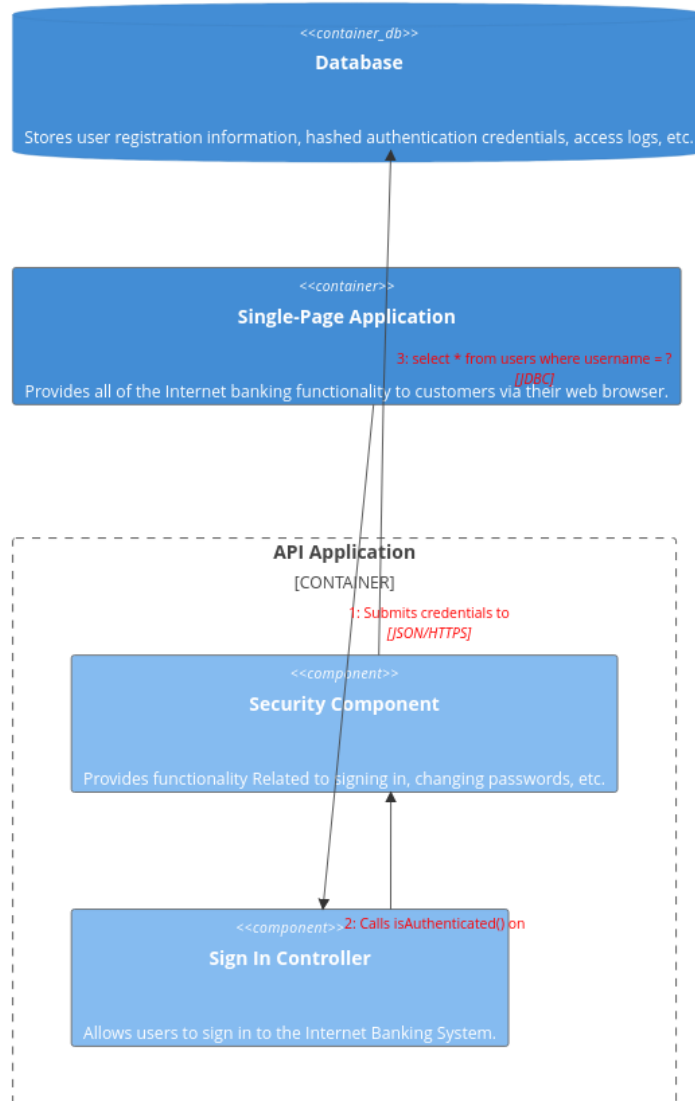 <<container_db>>
Database
Stores user registration information, hashed authentication credentials, access logs, etc.
<<container>>
Single-Page Application
3: select * from users where username = ?
[JDBC]
Provides all of the Internet banking functionality to customers via their web browser.
API Application
[CONTAINER]
1: Submits credentials to
[JSON/HTTPS]
<<component>>
Security Component
Provides functionality Related to signing in, changing passwords, etc.
<<component>>
2: Calls isAuthenticated() on
Sign In Controller
Allows users to sign in to the Internet Banking System.